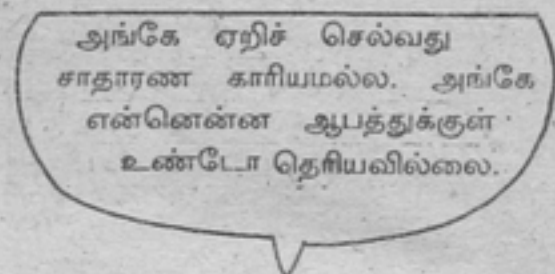 அங்கே ஏறிச் செல்வது
சாதாரண காரியமல்ல. அங்கே
என்னென்ன ஆபத்துக்குள்
உண்டோ தெரியவில்லை.